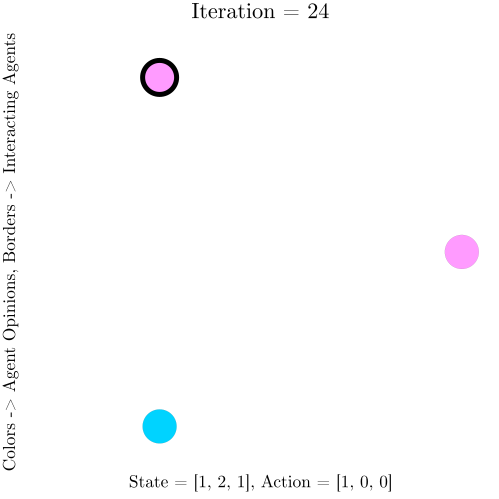 Iteration = 24
Colors -> Agent Opinions, Borders -> Interacting Agents
State = [1, 2, 1], Action = [1, 0, 0]